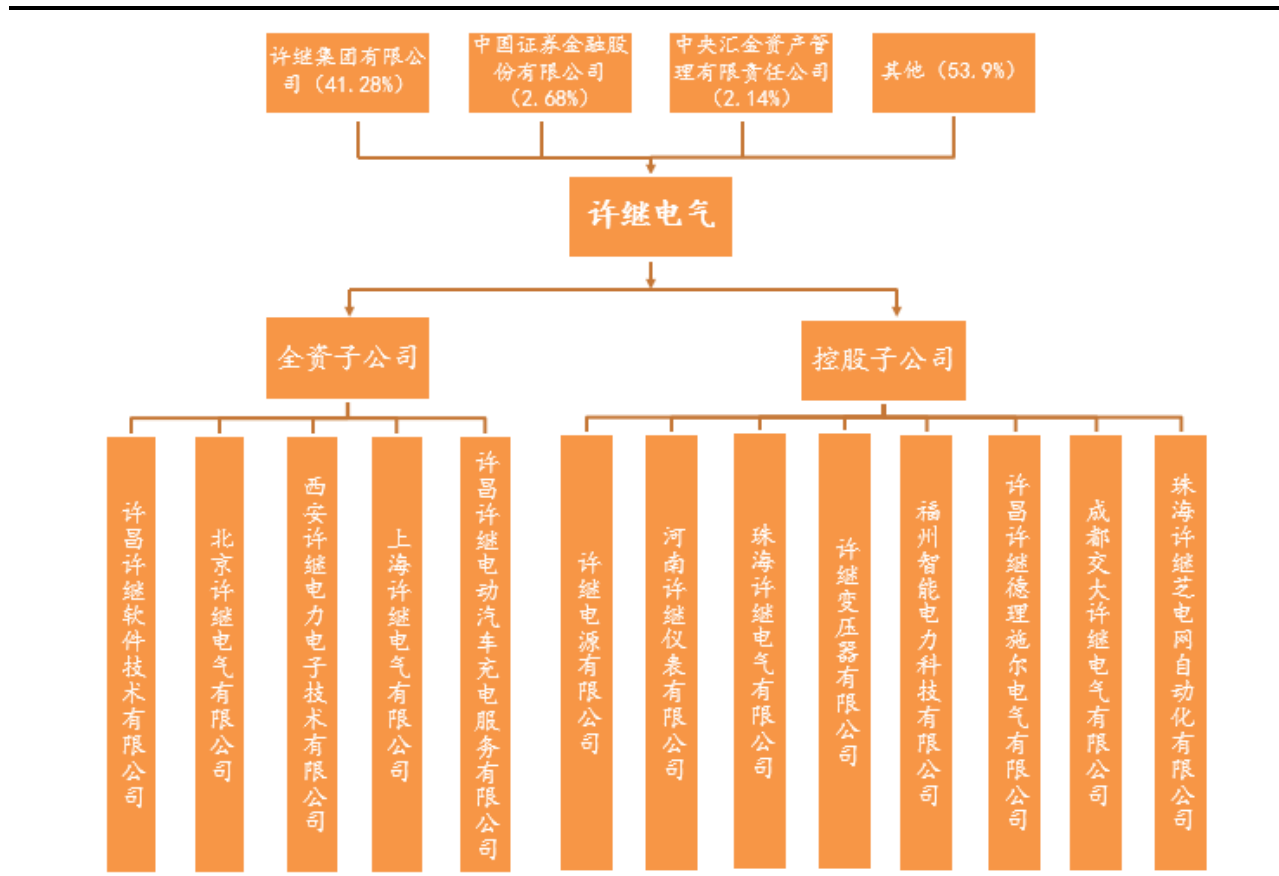 许继集团有限公
司（41.28%）
中国证券金融股
份有限公司
（2.68%）
中央汇金资产管
理有限责任公司
（2.14%）
其他（53.9%）
许继电气
全资子公司
控股子公司
许昌许继软件技术有限公司
北京许继电气有限公司
西安许继电力电子技术有限公司
上海许继电气有限公司
许昌许继电动汽车充电服务有限公司
许继电源有限公司
河南许继仪表有限公司
珠海许继电气有限公司
许继变压器有限公司
福州智能电力科技有限公司
许昌许继德理施尔电气有限公司
成都交大许继电气有限公司
珠海许继芝电网自动化有限公司